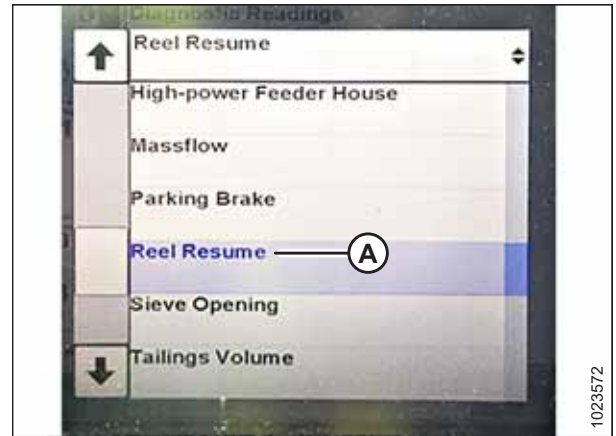 Diagnostic Readings
Reel Resume
High-power Feeder House
Massflow
Parking Brake
Reel Resume
A
Sieve Opening
Tailings Volume
1023572